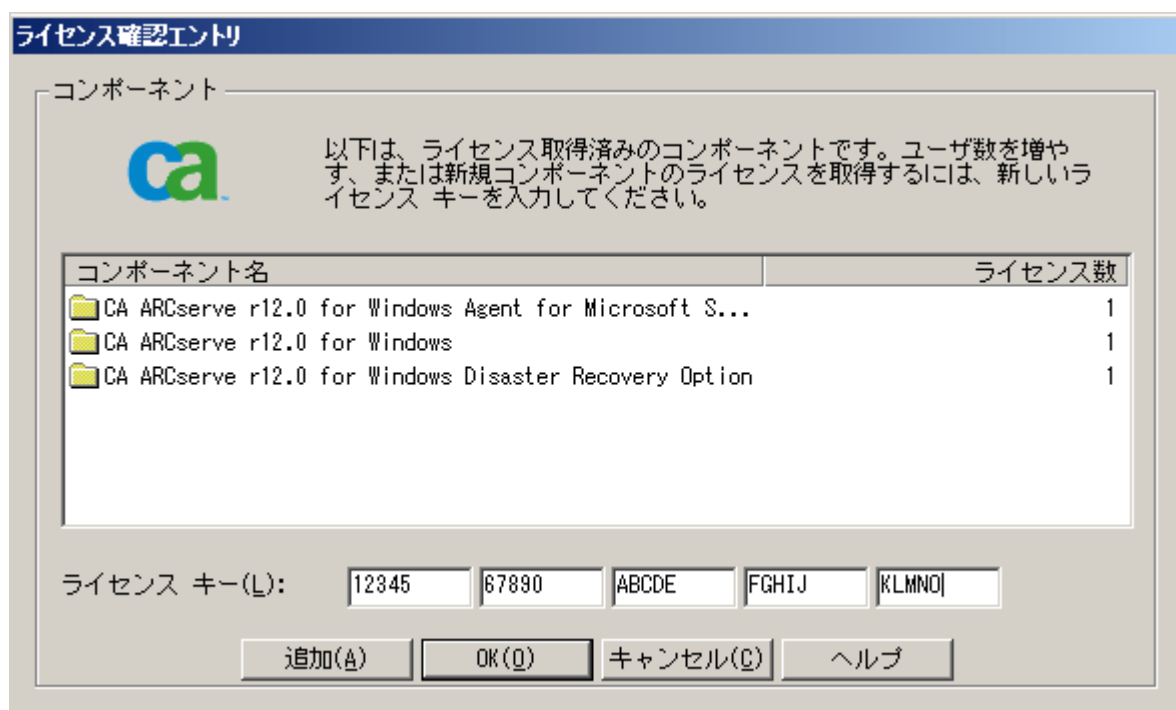 ライセンス確認エントリ
コンポーネント
ca
以下は、ライセンス取得済みのコンポーネントです。ユーザ数を増や
す、または新規コンポーネントのライセンスを取得するには、新しいラ
イセンス キーを入力してください。
コンポーネント名 ライセンス数
CA ARCserve r12.0 for Windows Agent for Microsoft S... 1
CA ARCserve r12.0 for Windows 1
CA ARCserve r12.0 for Windows Disaster Recovery Option 1
ライセンス キー(L): 12345 67890 ABCDE FGHIJ KLMNO
追加(A) OK(O) キャンセル(C) ヘルプ